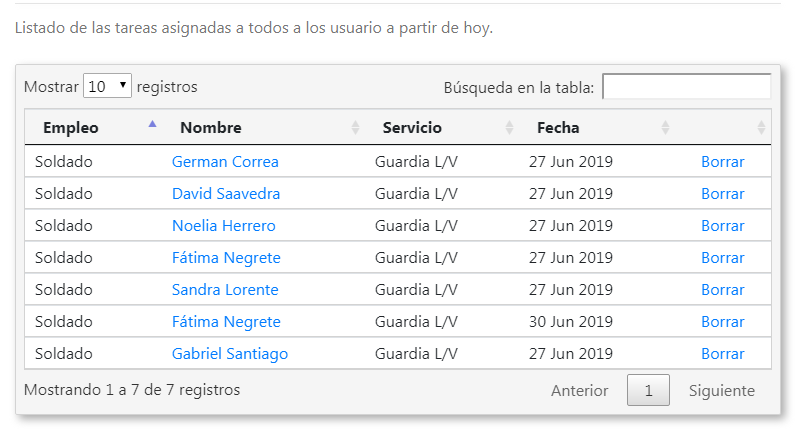 Listado de las tareas asignadas a todos a los usuario a partir de hoy.
Mostrar 10 registros Búsqueda en la tabla:
Empleo Nombre Servicio Fecha
Soldado German Correa Guardia L/V 27 Jun 2019 Borrar
Soldado David Saavedra Guardia L/V 27 Jun 2019 Borrar
Soldado Noelia Herrero Guardia L/V 27 Jun 2019 Borrar
Soldado Fátima Negrete Guardia L/V 27 Jun 2019 Borrar
Soldado Sandra Lorente Guardia L/V 27 Jun 2019 Borrar
Soldado Fátima Negrete Guardia L/V 30 Jun 2019 Borrar
Soldado Gabriel Santiago Guardia L/V 27 Jun 2019 Borrar
Mostrando 1 a 7 de 7 registros Anterior 1 Siguiente